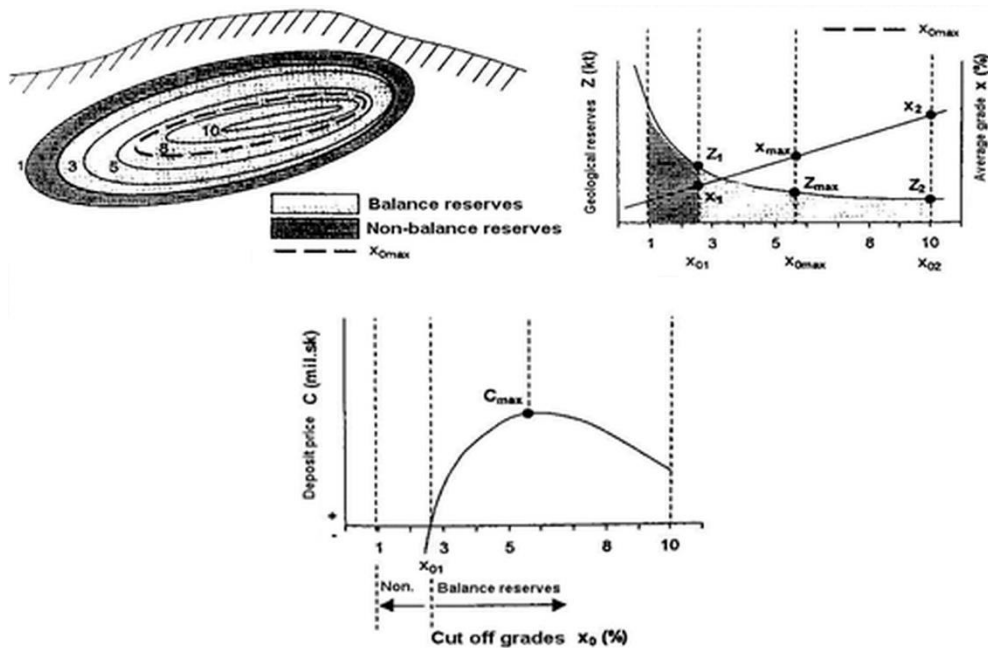 1
3
5
8
10
Balance reserves
Non-balance reserves
x0max
x0max
Geological reserves Z (kt)
Average grade x (%)
Z1
x1
xmax
Zmax
x2
Z2
1 3 5 8 10
x01 x0max x02
Deposit price C (mil.sk)
Cmax
+
-
1 3 5 8 10
x01
Non. Balance reserves
Cut off grades x0 (%)